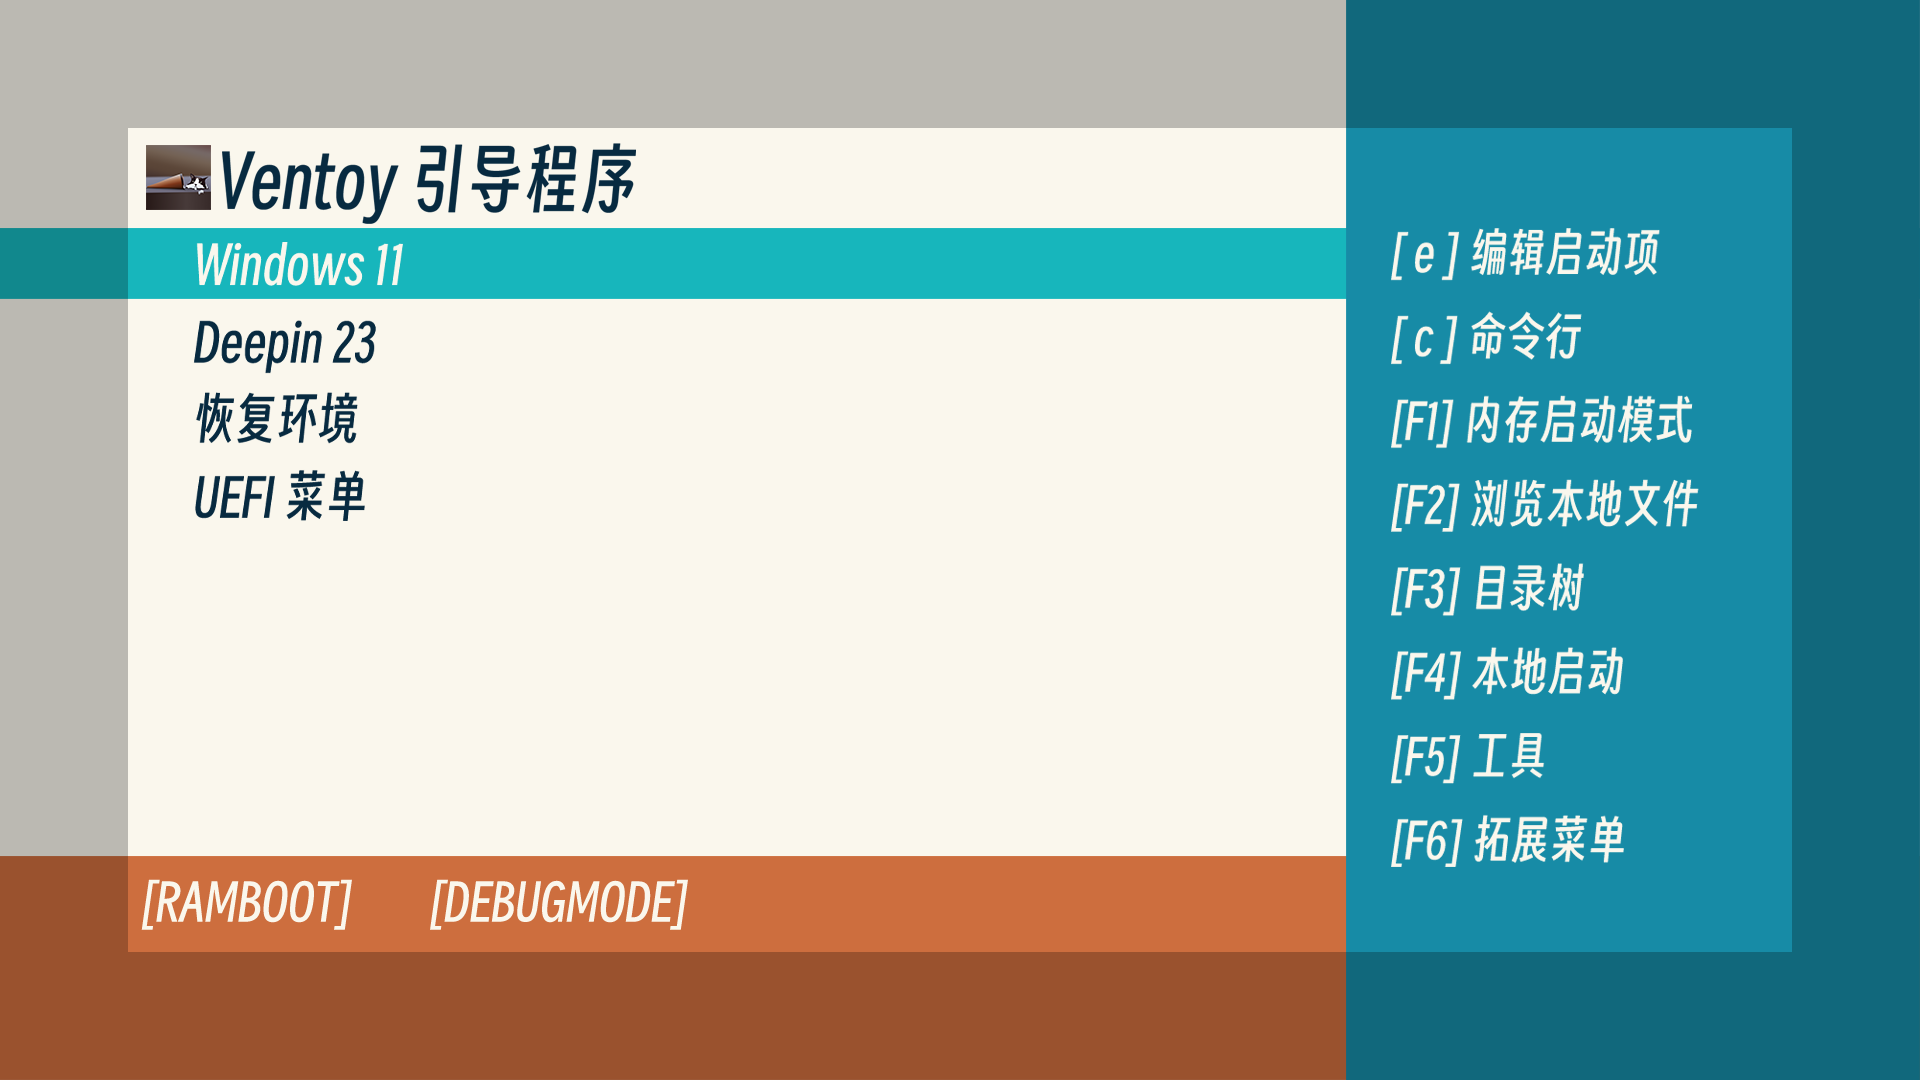 Ventoy 引导程序
Windows 11
Deepin 23
恢复环境
UEFI 菜单
[RAMBOOT] [DEBUGMODE]
[ e ] 编辑启动项
[ c ] 命令行
[F1] 内存启动模式
[F2] 浏览本地文件
[F3] 目录树
[F4] 本地启动
[F5] 工具
[F6] 拓展菜单